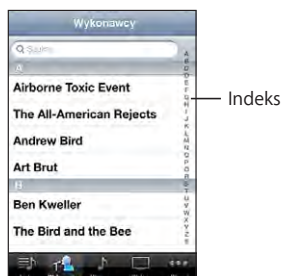 Wykonawcy
Szukaj
A
Airborne Toxic Event
The All-American Rejects
Andrew Bird
Art Brut
B
Ben Kweller
The Bird and the Bee
Indeks